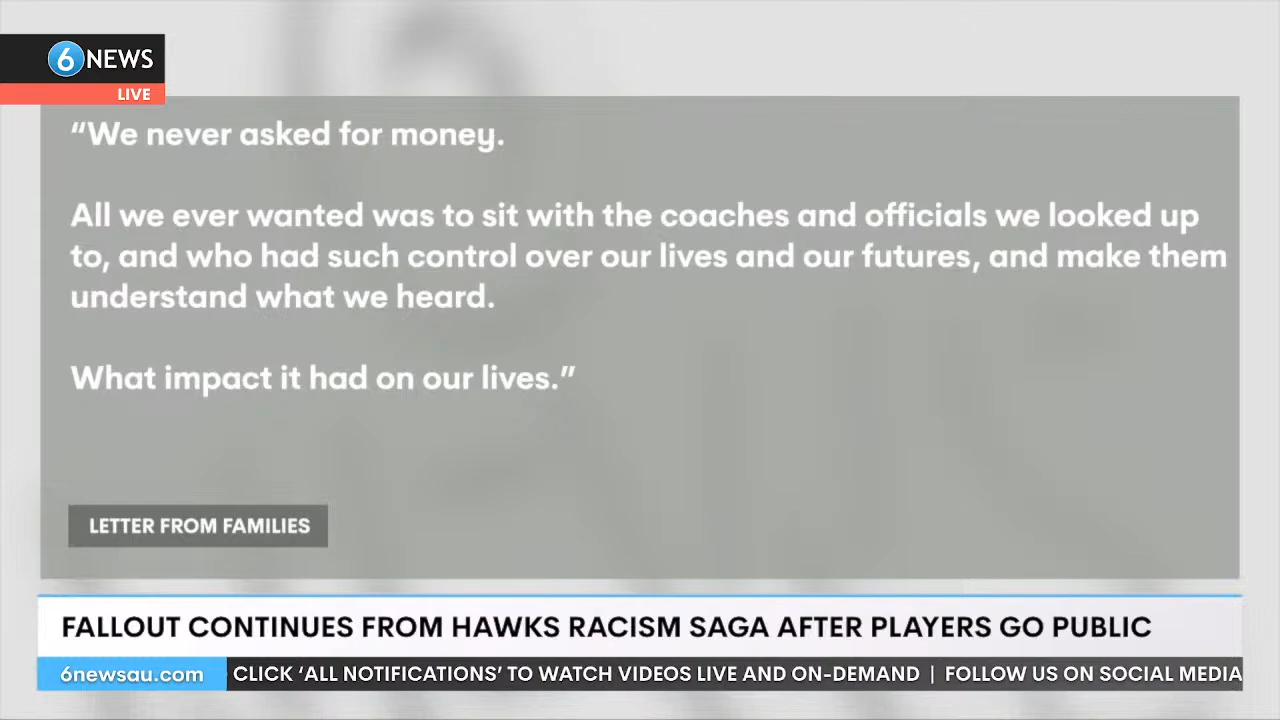 6 NEWS
LIVE
“We never asked for money.
All we ever wanted was to sit with the coaches and officials we looked up
to, and who had such control over our lives and our futures, and make them
understand what we heard.
What impact it had on our lives.”
LETTER FROM FAMILIES
FALLOUT CONTINUES FROM HAWKS RACISM SAGA AFTER PLAYERS GO PUBLIC
6newsau.com CLICK ‘ALL NOTIFICATIONS’ TO WATCH VIDEOS LIVE AND ON-DEMAND | FOLLOW US ON SOCIAL MEDIA